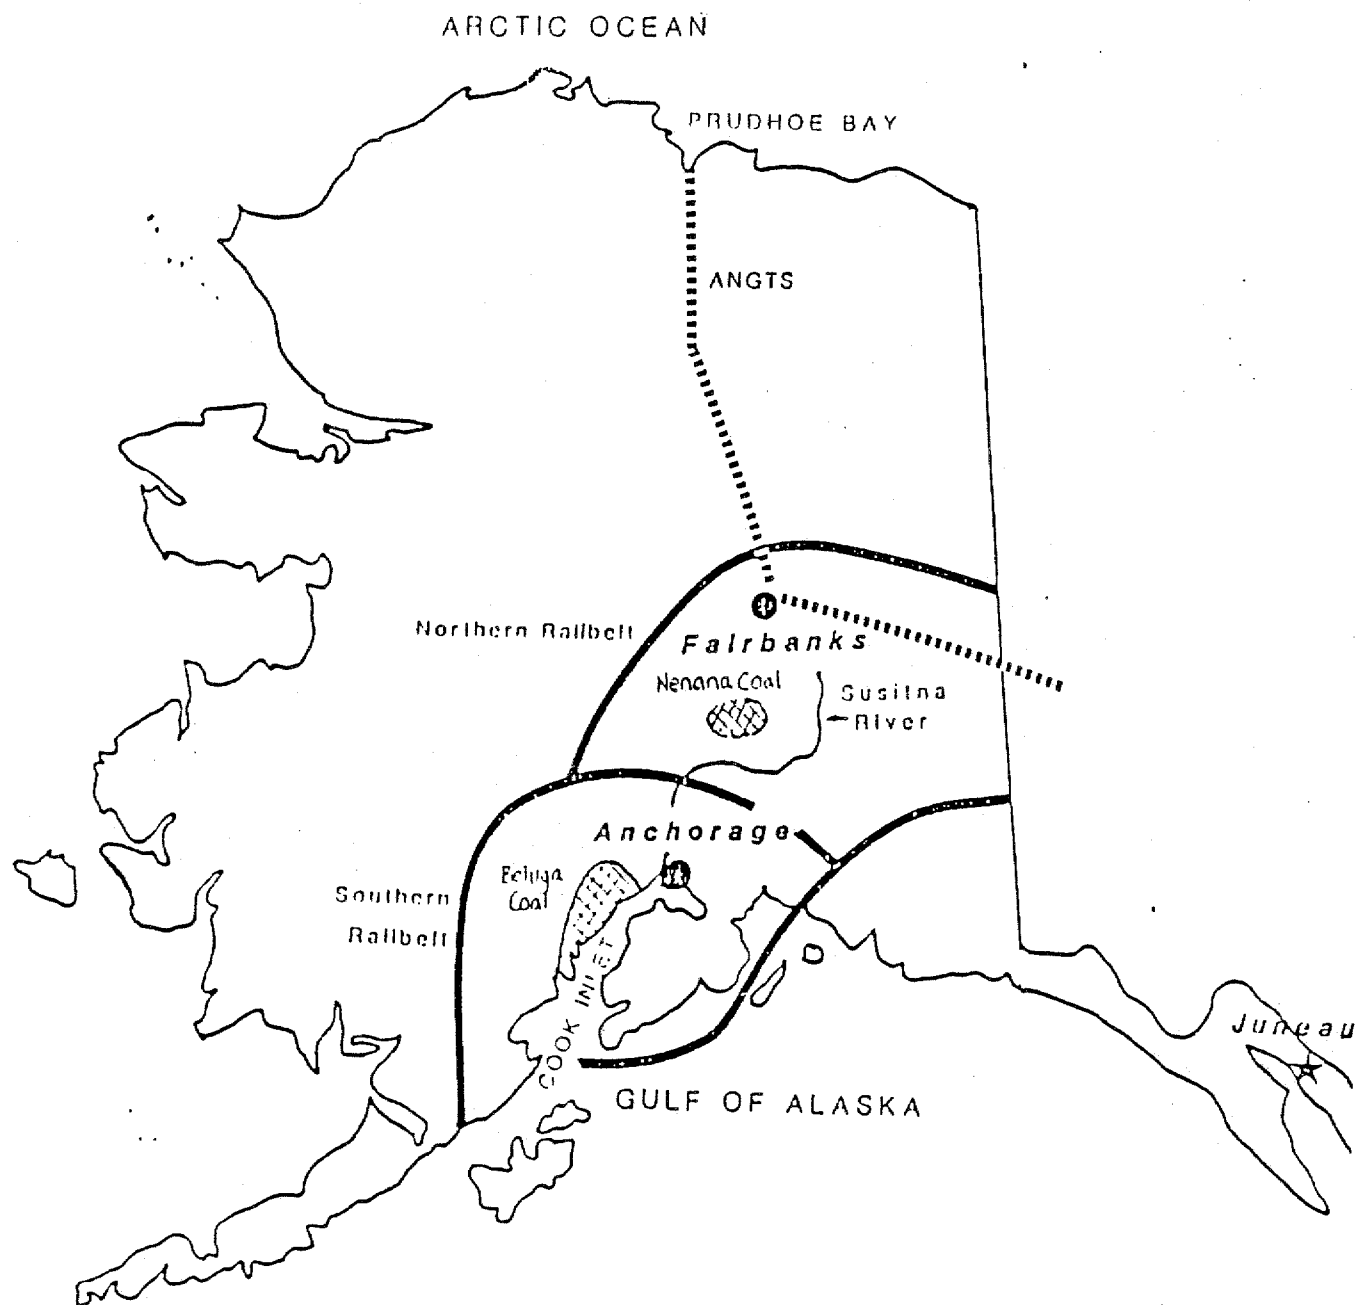 ARCTIC OCEAN
PRUDHOE BAY
ANGTS
Northern Railbelt
Fairbanks
Nenana Coal
Susitna
River
Anchorage
Beluga
Coal
Southern
Railbelt
COOK INLET
Juneau
GULF OF ALASKA